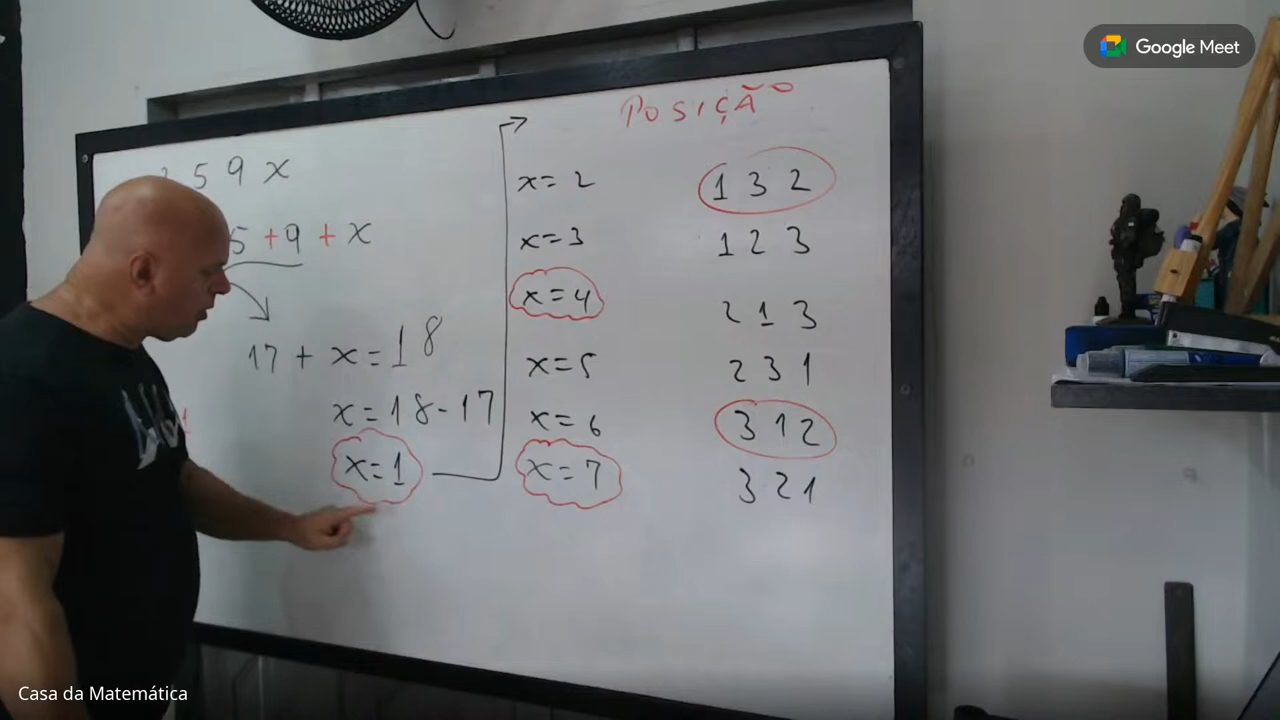 Google Meet
5 9 x
5 + 9 + x
17 + x = 18
x = 18 - 17
x = 1
POSIÇÃO
x = 2 1 3 2
x = 3 1 2 3
x = 4 2 1 3
x = 5 2 3 1
x = 6 3 1 2
x = 7 3 2 1
Casa da Matemática